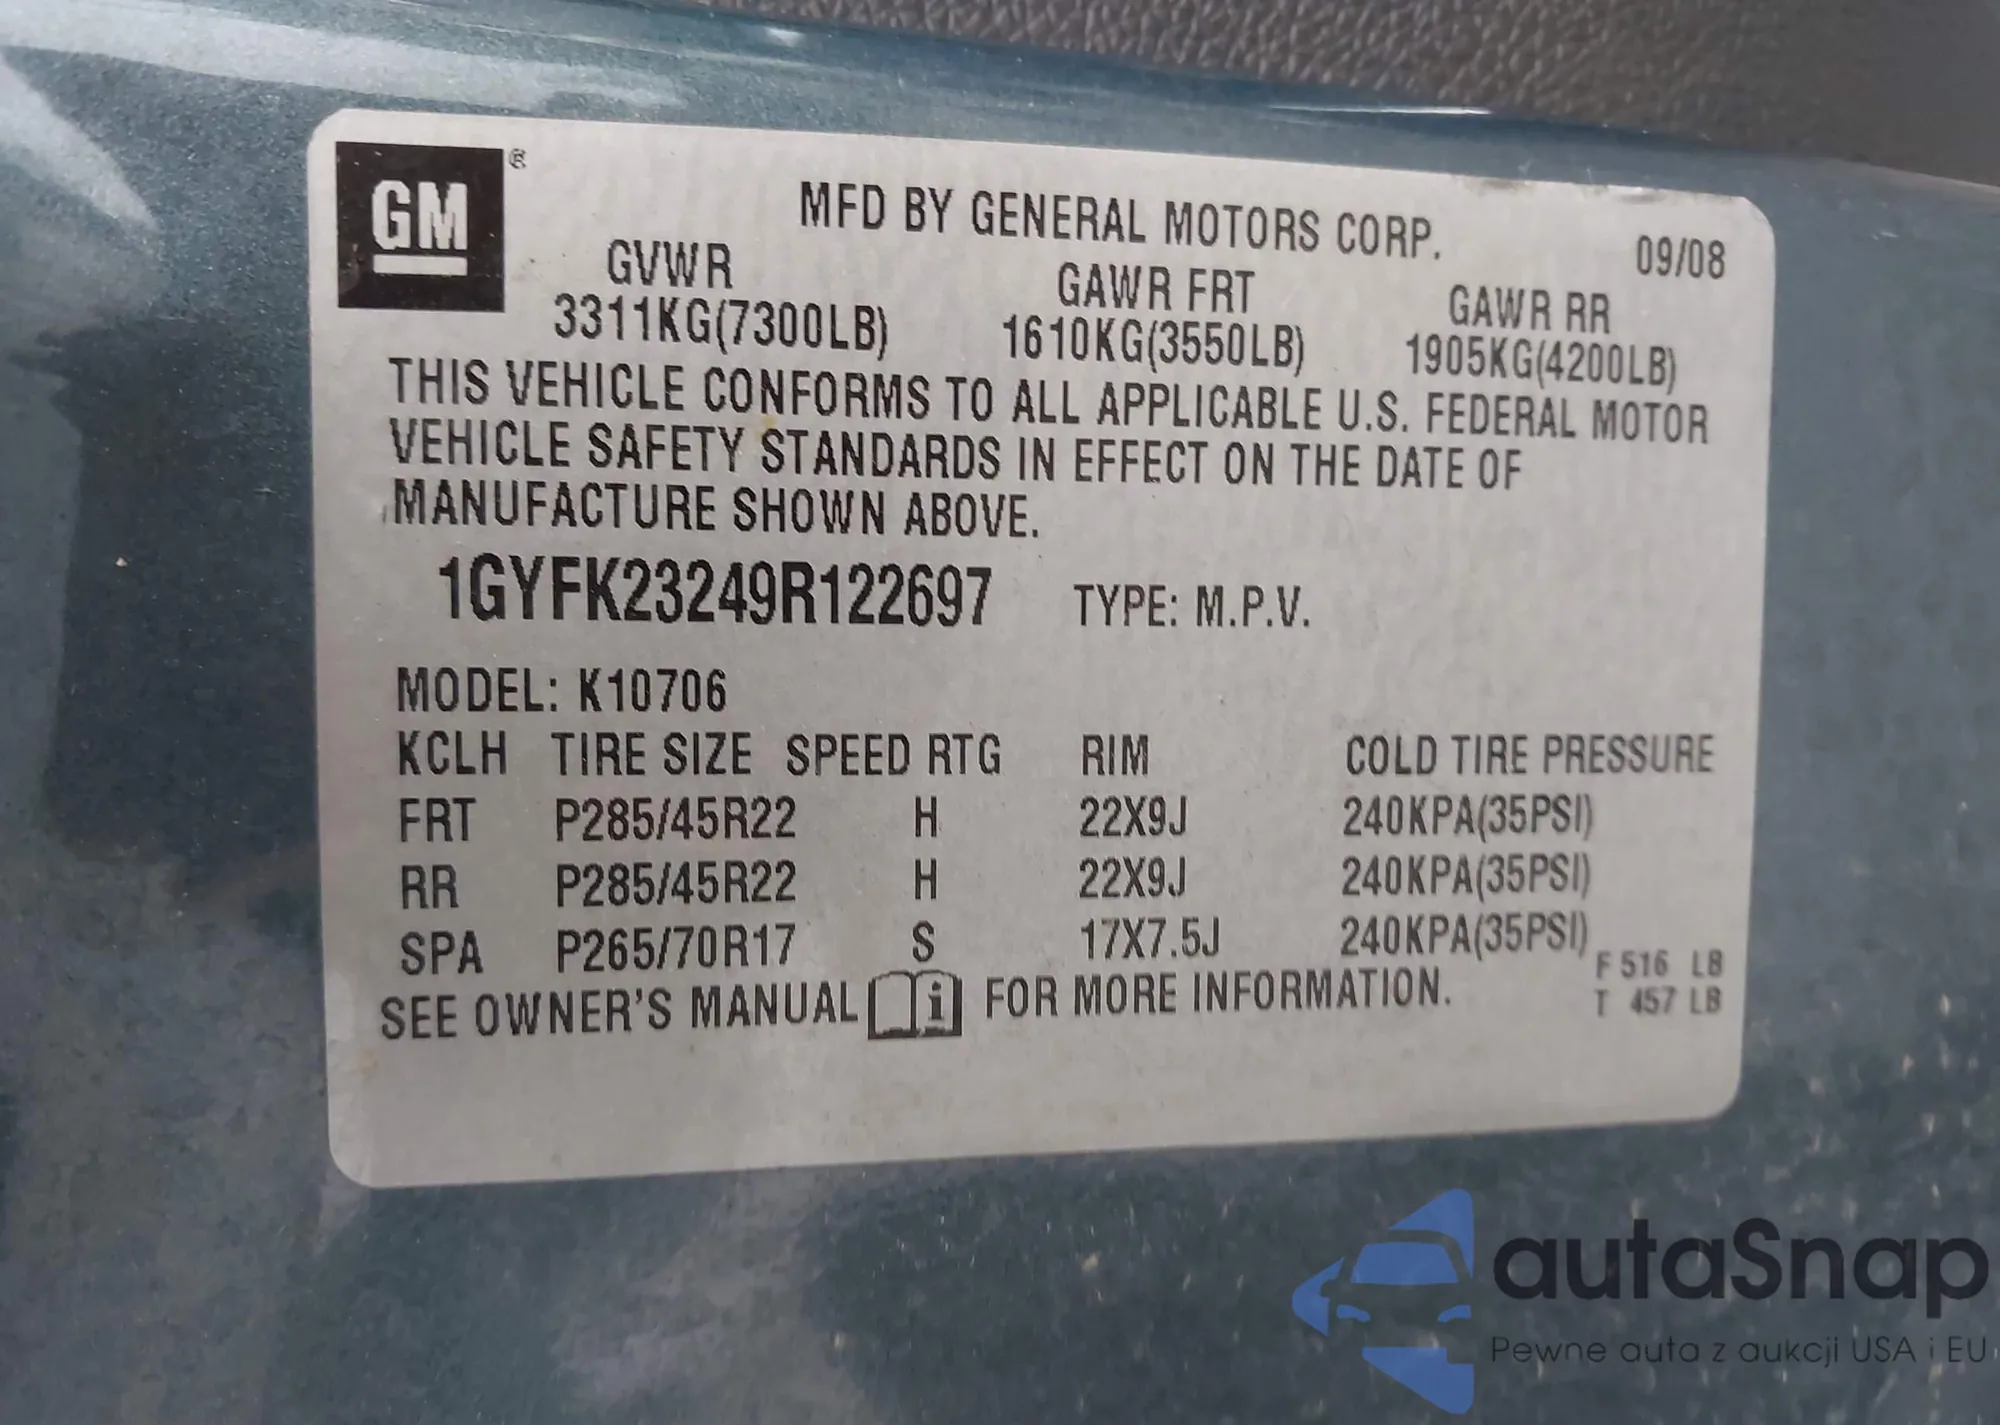 GM®
MFD BY GENERAL MOTORS CORP. 09/08
GVWR GAWR FRT GAWR RR
3311KG(7300LB) 1610KG(3550LB) 1905KG(4200LB)
THIS VEHICLE CONFORMS TO ALL APPLICABLE U.S. FEDERAL MOTOR
VEHICLE SAFETY STANDARDS IN EFFECT ON THE DATE OF
MANUFACTURE SHOWN ABOVE.
1GYFK23249R122697 TYPE: M.P.V.
MODEL: K10706
KCLH TIRE SIZE SPEED RTG RIM COLD TIRE PRESSURE
FRT P285/45R22 H 22X9J 240KPA(35PSI)
RR P285/45R22 H 22X9J 240KPA(35PSI)
SPA P265/70R17 S 17X7.5J 240KPA(35PSI)
F 516 LB
T 457 LB
SEE OWNER'S MANUAL i FOR MORE INFORMATION.
autaSnap
Pewne auta z aukcji USA i EU